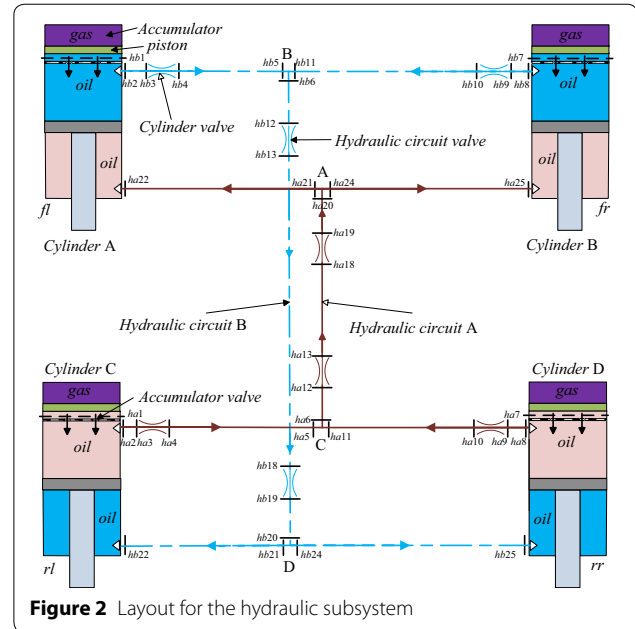 gas
Accumulator
piston
hb1
hb2 hb3 hb4
oil
Cylinder valve
B
hb5 hb11
hb6
hb7
hb10 hb9 hb8
gas
oil
hb12
hb13
Hydraulic circuit valve
oil
ha22
fl
Cylinder A
A
ha21 ha24
ha20
ha25
oil
fr
Cylinder B
ha19
ha18
Hydraulic circuit B
Hydraulic circuit A
ha13
ha12
Cylinder C
gas
Accumulator valve
ha1
ha2 ha3 ha4
oil
ha6
ha5 ha11
C
Cylinder D
gas
ha7
ha10 ha9 ha8
oil
hb18
hb19
oil
hb22
rl
hb20
hb21 hb24
D
hb25
oil
rr
Figure 2 Layout for the hydraulic subsystem